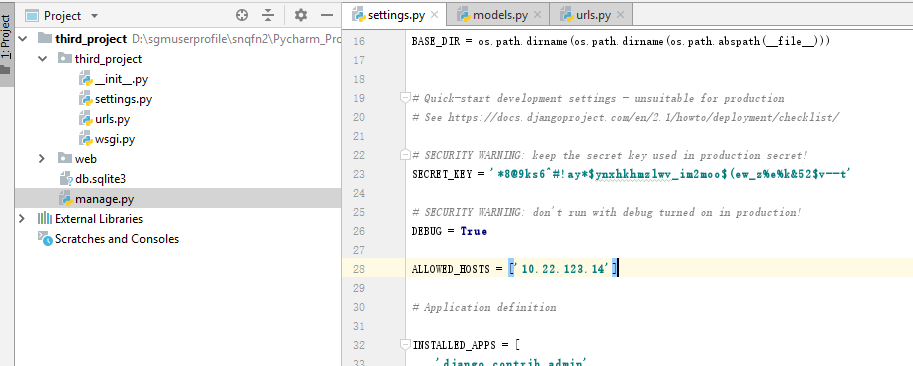 1: Project
Project
third_project D:\sgmuserprofile\snqfn2\Pycharm_Pro
third_project
__init__.py
settings.py
urls.py
wsgi.py
web
db.sqlite3
manage.py
External Libraries
Scratches and Consoles
settings.py models.py urls.py
16 BASE_DIR = os.path.dirname(os.path.dirname(os.path.abspath(__file__)))
17
18
19 # Quick-start development settings - unsuitable for production
20 # See https://docs.djangoproject.com/en/2.1/howto/deployment/checklist/
21
22 # SECURITY WARNING: keep the secret key used in production secret!
23 SECRET_KEY = '*8@9ks6^#!ay*$ynxhkhmzlwv_im2moo$(ew_z%e%k&52$v--t'
24
25 # SECURITY WARNING: don't run with debug turned on in production!
26 DEBUG = True
27
28 ALLOWED_HOSTS = ['10.22.123.14']
29
30 # Application definition
31
32 INSTALLED_APPS = [
33 'django.contrib.admin'